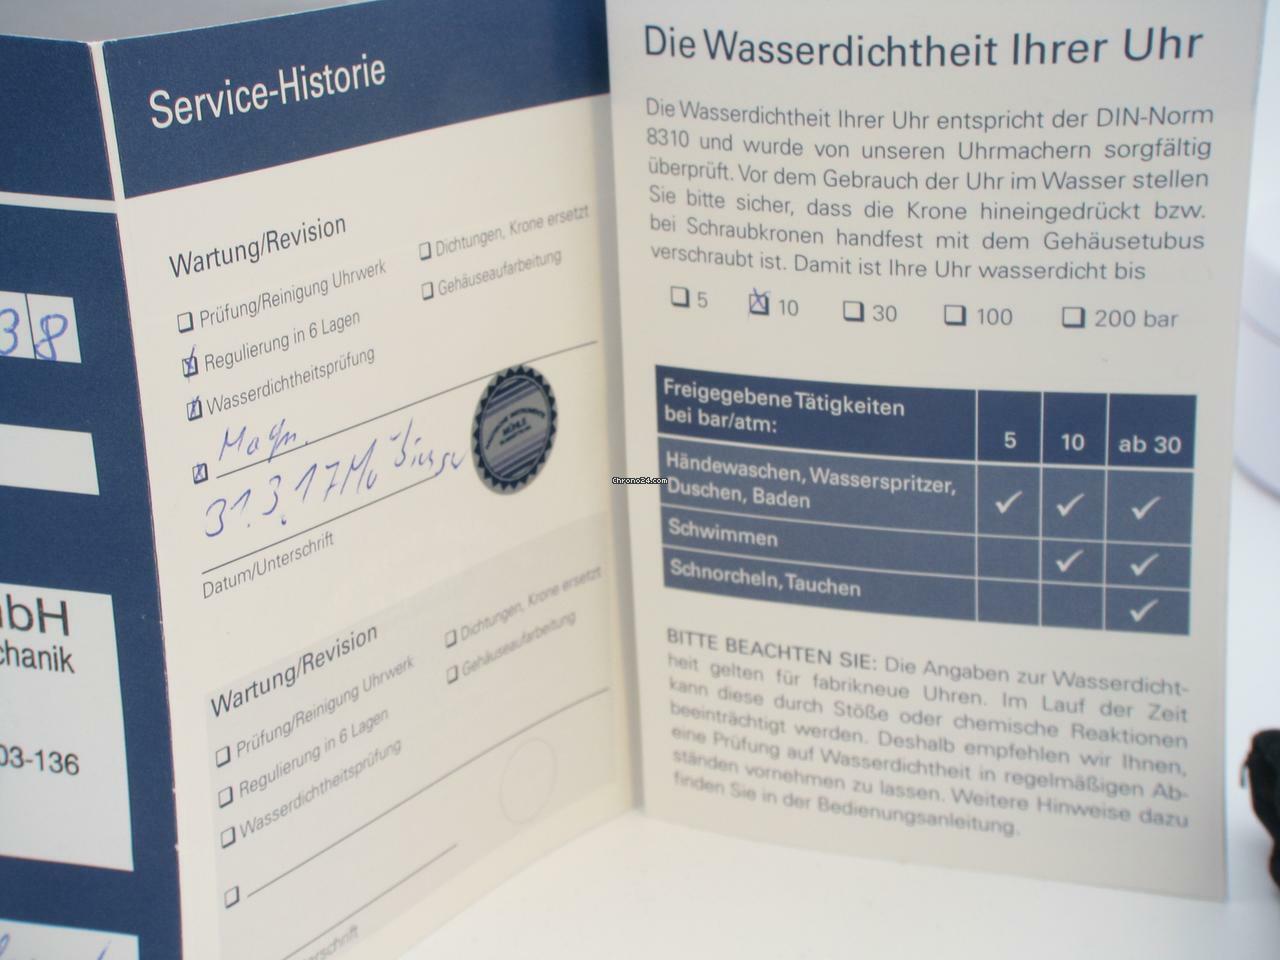 Service-Historie
Wartung/Revision
Prüfung/Reinigung Uhrwerk
Dichtungen, Krone ersetzt
Regulierung in 6 Lagen
Gehäuseaufarbeitung
Wasserdichtheitsprüfung
Magn.
31.3.17
MÜHLE
Datum/Unterschrift
Wartung/Revision
Prüfung/Reinigung Uhrwerk
Dichtungen, Krone ersetzt
Regulierung in 6 Lagen
Gehäuseaufarbeitung
Wasserdichtheitsprüfung
erschrift
38
bH
chanik
03-136
Die Wasserdichtheit Ihrer Uhr
Die Wasserdichtheit Ihrer Uhr entspricht der DIN-Norm
8310 und wurde von unseren Uhrmachern sorgfältig
überprüft. Vor dem Gebrauch der Uhr im Wasser stellen
Sie bitte sicher, dass die Krone hineingedrückt bzw.
bei Schraubkronen handfest mit dem Gehäusetubus
verschraubt ist. Damit ist Ihre Uhr wasserdicht bis
5 10 30 100 200 bar
Freigegebene Tätigkeiten
bei bar/atm:
5 10 ab 30
Händewaschen, Wasserspritzer,
Duschen, Baden
✓ ✓ ✓
Schwimmen
✓ ✓
Schnorcheln, Tauchen
✓
BITTE BEACHTEN SIE: Die Angaben zur Wasserdicht-
heit gelten für fabrikneue Uhren. Im Lauf der Zeit
kann diese durch Stöße oder chemische Reaktionen
beeinträchtigt werden. Deshalb empfehlen wir Ihnen,
eine Prüfung auf Wasserdichtheit in regelmäßigen Ab-
ständen vornehmen zu lassen. Weitere Hinweise dazu
finden Sie in der Bedienungsanleitung.
Chrono24.com